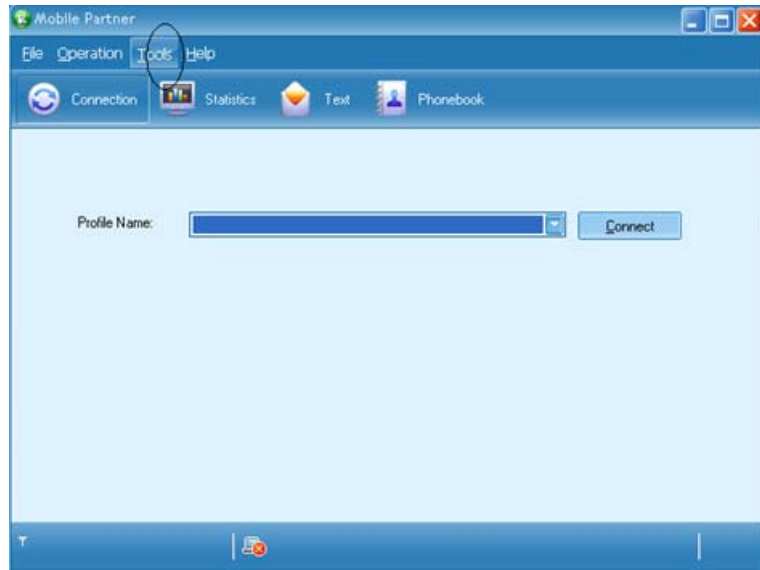 Mobile Partner
File Operation Tools Help
Connection Statistics Text Phonebook
Profile Name: Connect